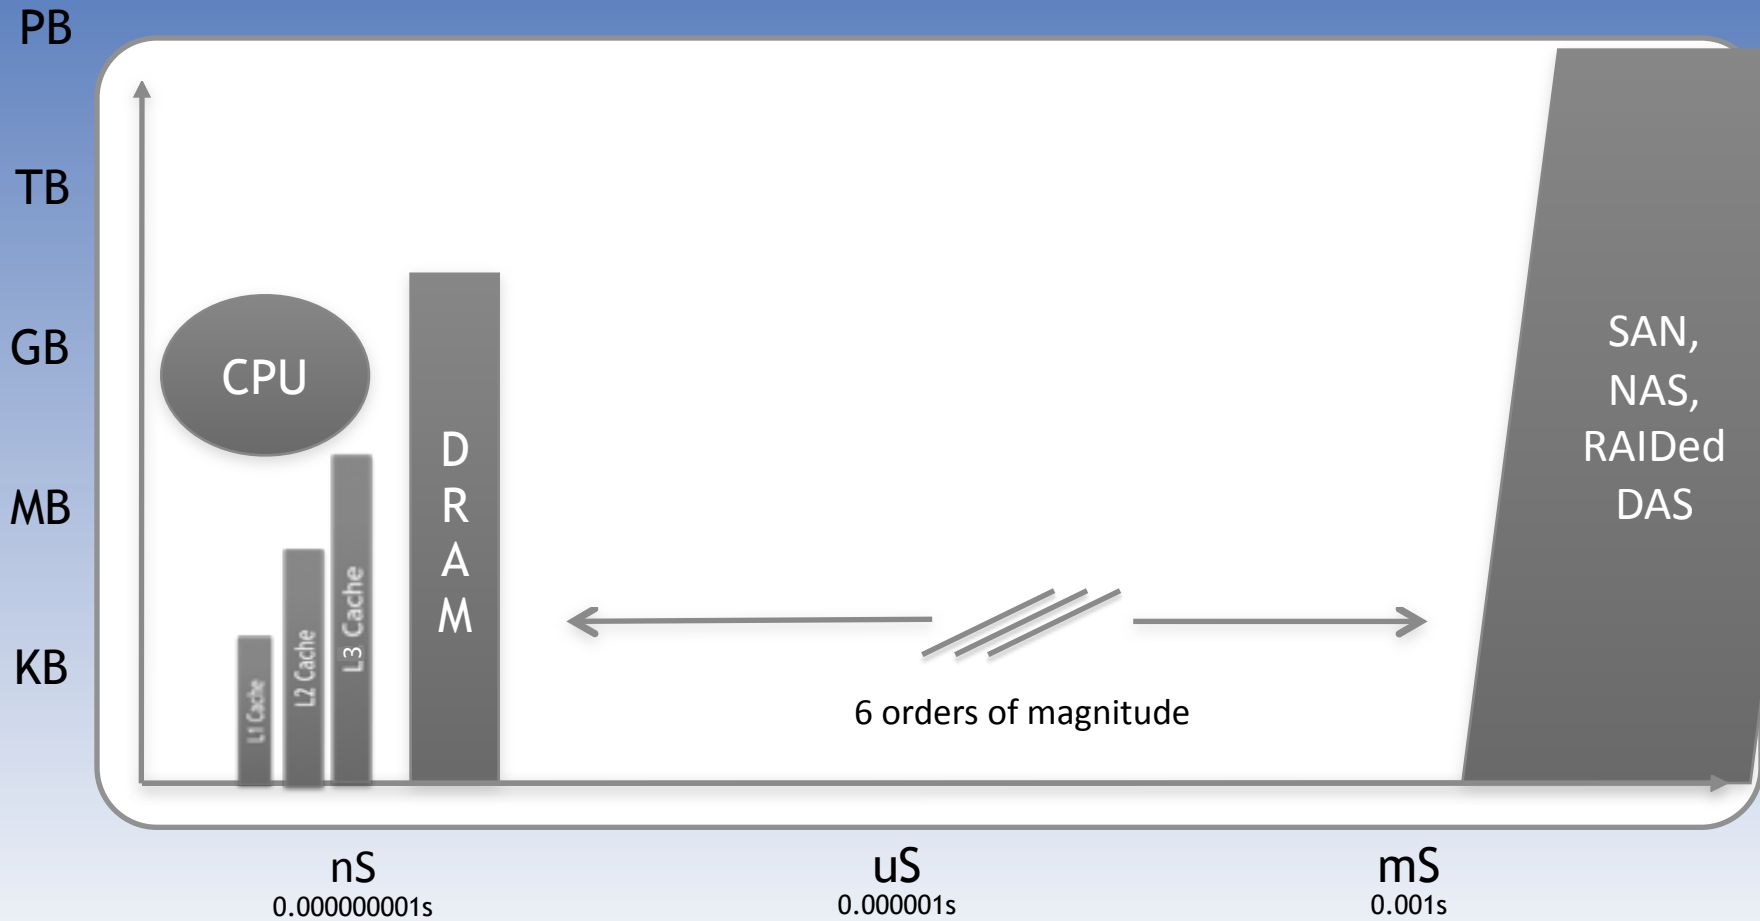 PB
TB
GB
MB
KB
CPU
L1 Cache
L2 Cache
L3 Cache
D
R
A
M
6 orders of magnitude
SAN,
NAS,
RAIDed
DAS
nS
0.000000001s
uS
0.000001s
mS
0.001s